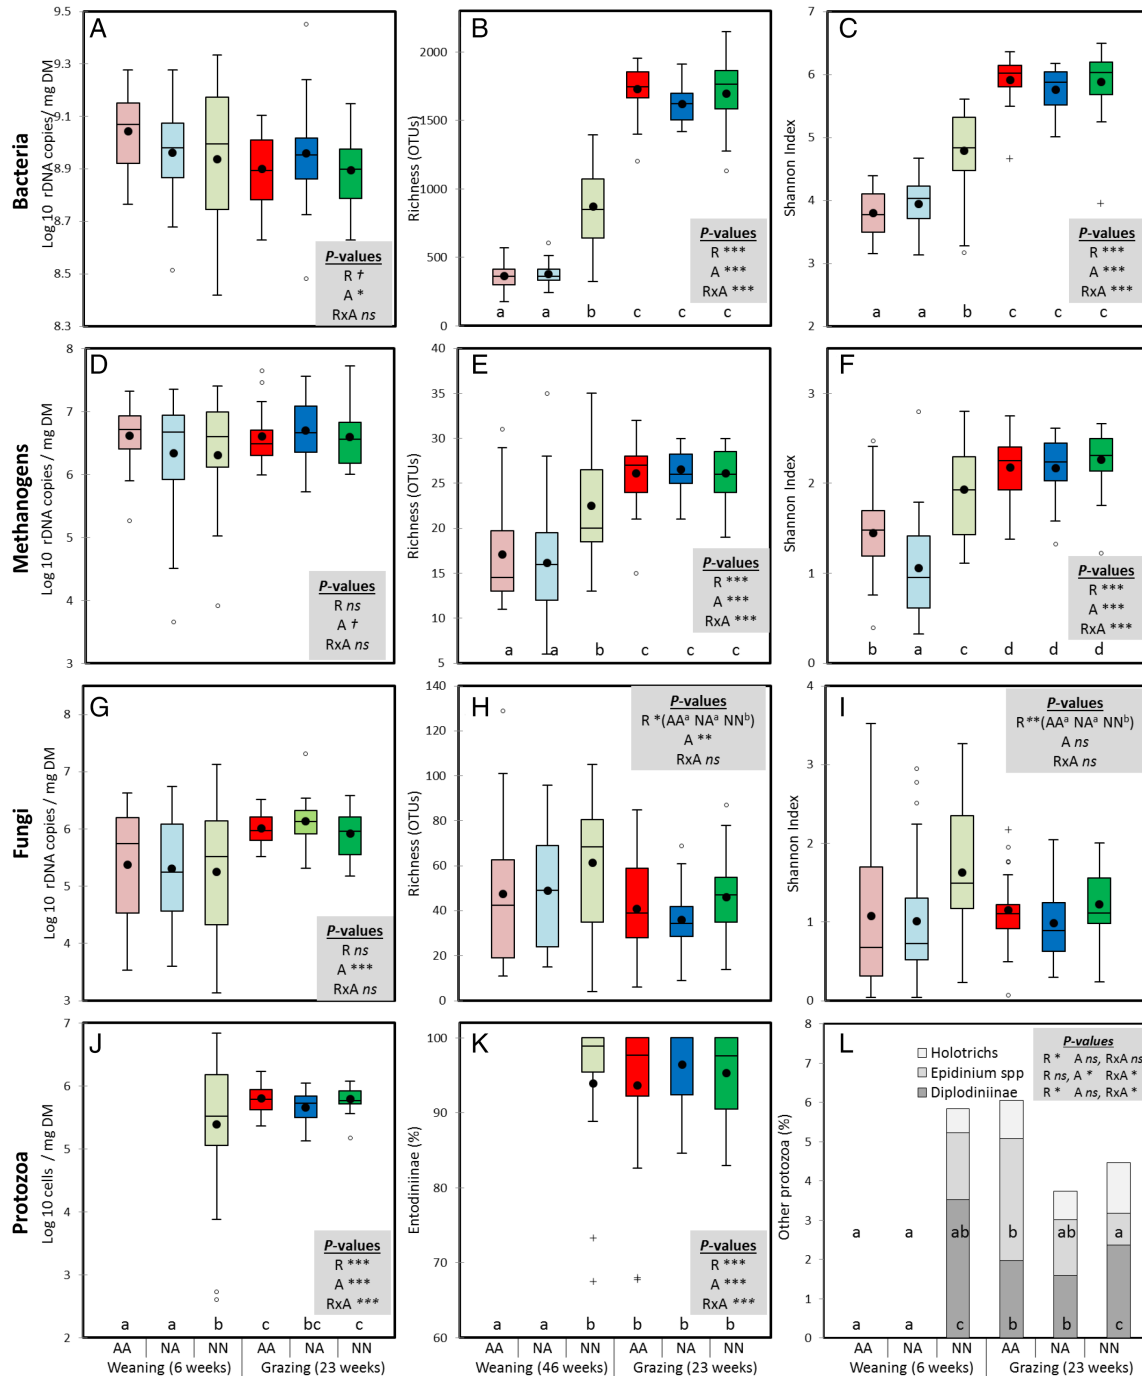 A
B
C
Bacteria
Log10 rDNA copies/ mg DM
9.5
9.3
9.1
8.9
8.7
8.5
8.3
P-values
R †
A *
RxA ns
Richness (OTUs)
2000
1500
1000
500
0
P-values
R ***
A ***
RxA ***
a a b c c c
Shannon Index
7
6
5
4
3
2
P-values
R ***
A ***
RxA ***
a a b c c c
D
E
F
Methanogens
Log10 rDNA copies / mg DM
8
7
6
5
4
3
P-values
R ns
A †
RxA ns
Richness (OTUs)
40
35
30
25
20
15
10
5
P-values
R ***
A ***
RxA ***
a a b c c c
Shannon Index
3
2
1
0
P-values
R ***
A ***
RxA ***
b a c d d d
G
H
I
Fungi
Log 10 rDNA copies / mg DM
8
7
6
5
4
3
P-values
R ns
A ***
RxA ns
Richness (OTUs)
140
120
100
80
60
40
20
0
P-values
R *(AAᵃ NAᵃ NNᵇ)
A **
RxA ns
Shannon Index
4
3
2
1
0
P-values
R**(AAᵃ NAᵃ NNᵇ)
A ns
RxA ns
J
K
L
Protozoa
Log 10 cells / mg DM
7
6
5
4
3
2
P-values
R ***
A ***
RxA ***
a a b c bc c
AA NA NN AA NA NN
Weaning (6 weeks) Grazing (23 weeks)
Entodiniinae (%)
100
90
80
70
60
P-values
R ***
A ***
RxA ***
a a b b b b
AA NA NN AA NA NN
Weaning (46 weeks) Grazing (23 weeks)
Other protozoa (%)
8
7
6
5
4
3
2
1
0
Holotrichs
Epidinium spp
Diplodiniinae
P-values
R * A ns, RxA ns
R ns, A * RxA *
R * A ns, RxA *
a a ab b ab a
a a c b b c
AA NA NN AA NA NN
Weaning (6 weeks) Grazing (23 weeks)